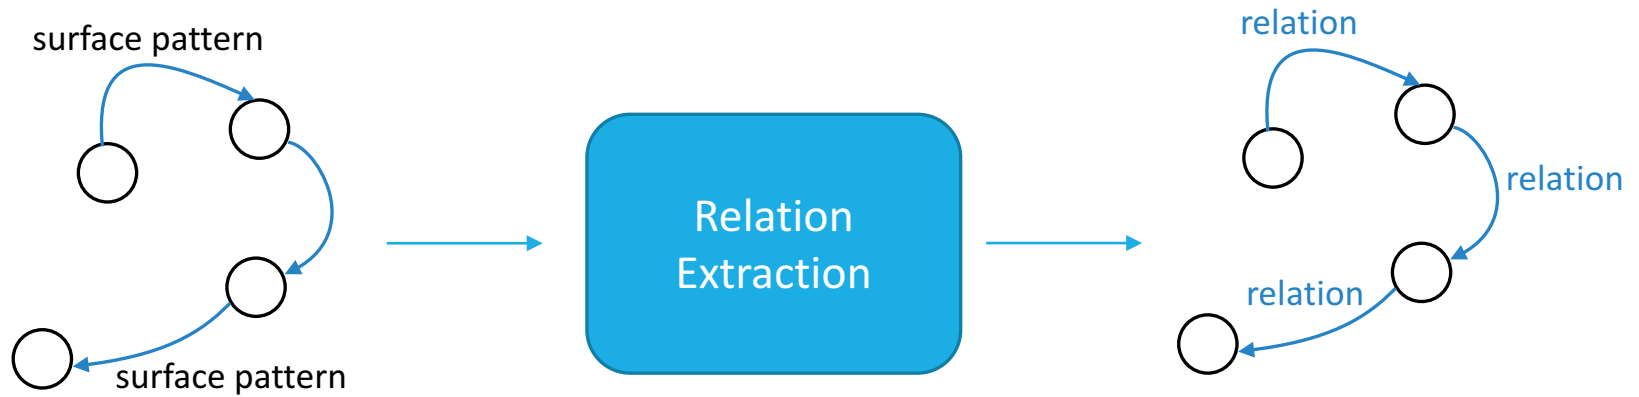 surface pattern
surface pattern
Relation
Extraction
relation
relation
relation